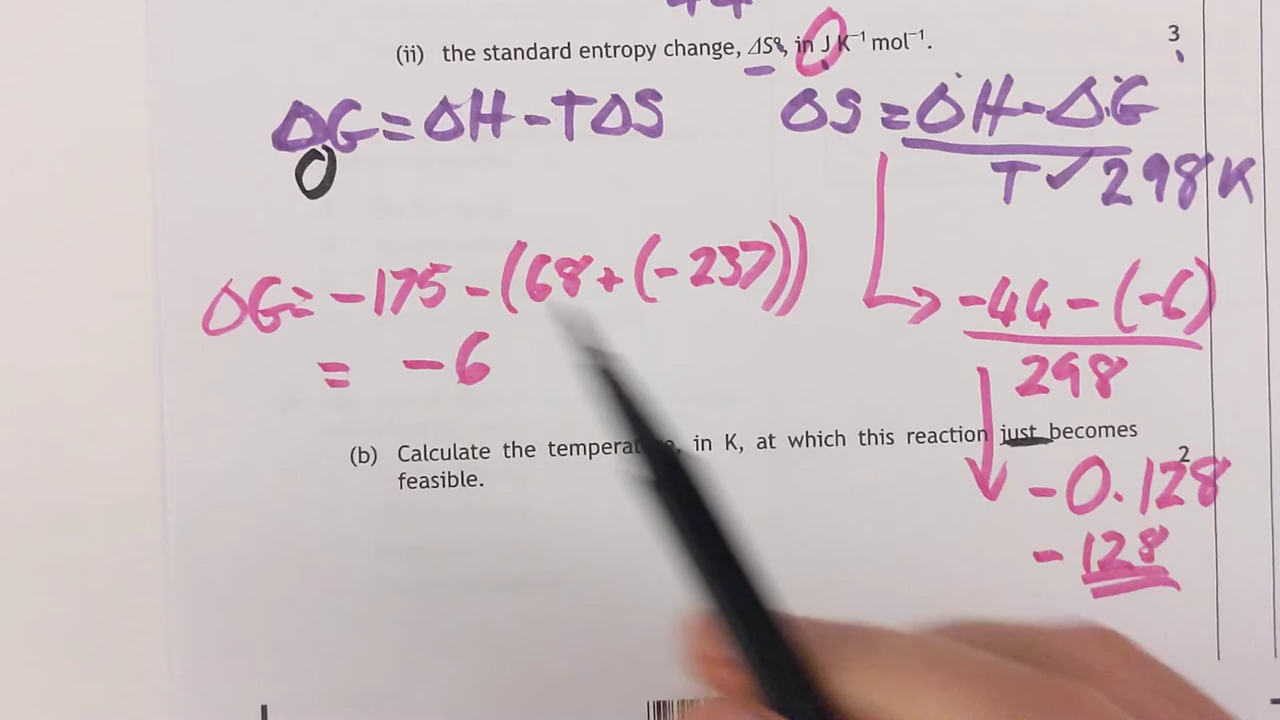 44
(ii) the standard entropy change, ΔS°, in J K⁻¹ mol⁻¹.
3
ΔG = ΔH - TΔS
0
ΔS = ΔH - ΔG
T ✓ 298 K
ΔG = -175 - (68 + (-237))
= -6
-44 - (-6)
298
(b) Calculate the temperature, in K, at which this reaction just becomes
feasible.
2
-0.128
-128